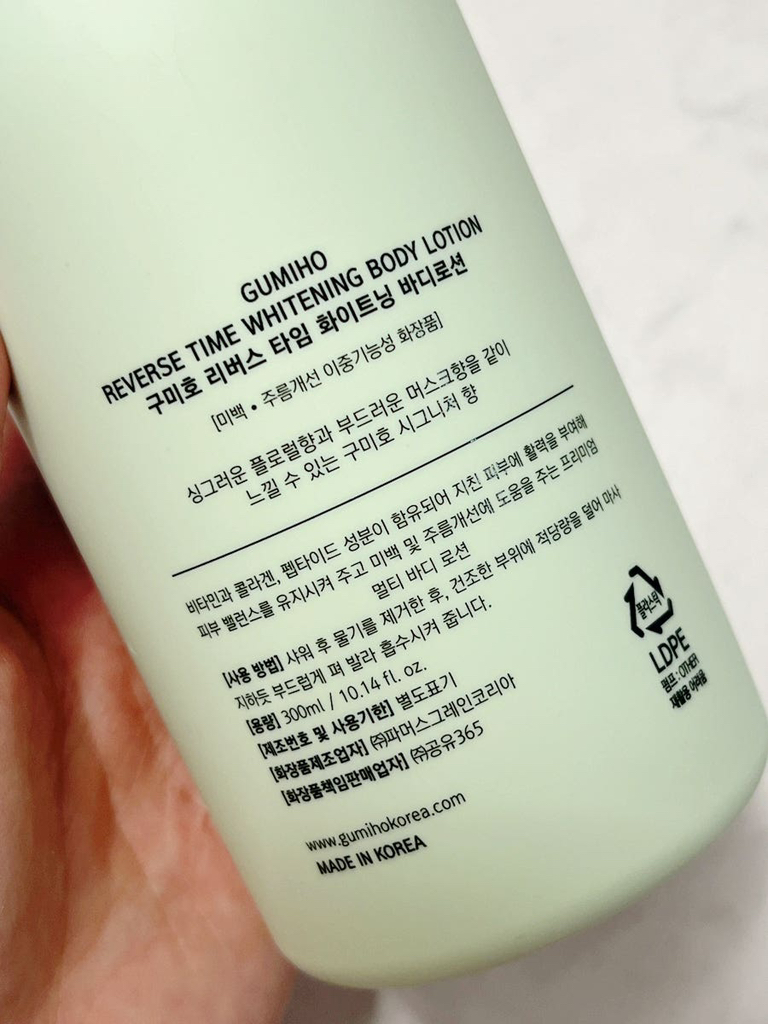 GUMIHO
REVERSE TIME WHITENING BODY LOTION
구미호 리버스 타임 화이트닝 바디로션
[미백 • 주름개선 이중기능성 화장품]
싱그러운 플로럴향과 부드러운 머스크향을 같이
느낄 수 있는 구미호 시그니처 향
비타민과 콜라겐, 펩타이드 성분이 함유되어 지친 피부에 활력을 부여해
피부 밸런스를 유지시켜 주고 미백 및 주름개선에 도움을 주는 프리미엄
멀티 바디 로션
[사용 방법] 샤워 후 물기를 제거한 후, 건조한 부위에 적당량을 덜어 마사
지하듯 부드럽게 펴 발라 흡수시켜 줍니다.
[용량] 300ml / 10.14 fl. oz.
[제조번호 및 사용기한] 별도표기
[화장품제조업자] ㈜파머스그레인코리아
[화장품책임판매업자] ㈜공유365
www.gumihokorea.com
MADE IN KOREA
플라스틱
LDPE
펌프 : OTHER
재활용 어려움